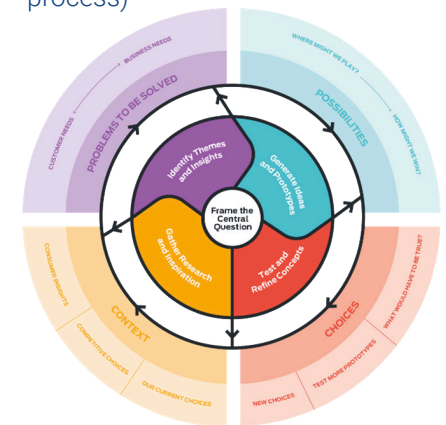 process)
CUSTOMER NEEDS
BUSINESS NEEDS
PROBLEMS TO BE SOLVED
WHERE MIGHT WE PLAY?
HOW MIGHT WE WIN?
POSSIBILITIES
Identify Themes
and Insights
Generate Ideas
and Prototypes
Frame the
Central
Question
Gather Research
and Inspiration
Test and
Refine Concepts
CONTEXT
CONSUMER INSIGHTS
COMPETITIVE CHOICES
OUR CURRENT CHOICES
CHOICES
WHAT WOULD HAVE TO BE TRUE?
TEST MORE PROTOTYPES
NEW CHOICES